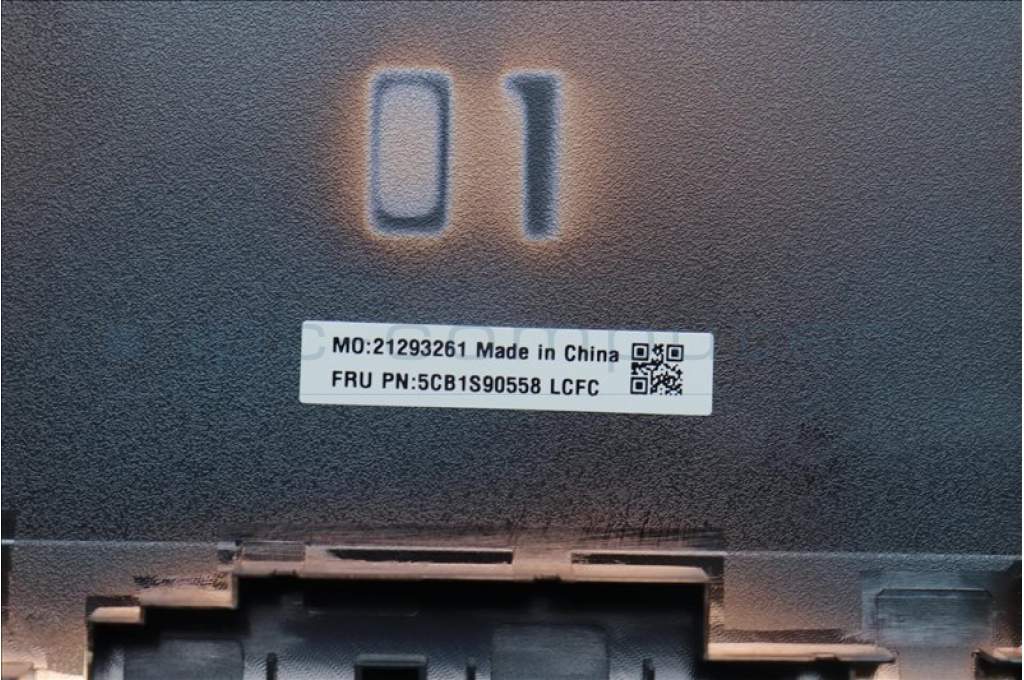 01
MO:21293261 Made in China
FRU PN:5CB1S90558 LCFC